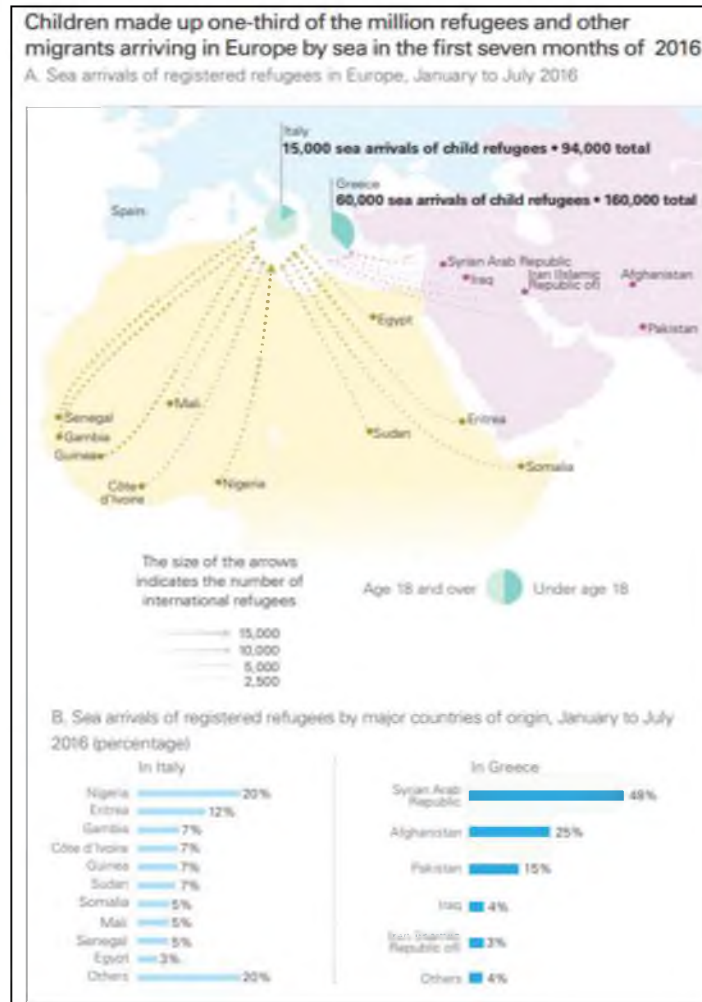 Children made up one-third of the million refugees and other
migrants arriving in Europe by sea in the first seven months of 2016
A. Sea arrivals of registered refugees in Europe, January to July 2016
Italy
15,000 sea arrivals of child refugees • 94,000 total
Greece
60,000 sea arrivals of child refugees • 160,000 total
Spain
Syrian Arab Republic
Iraq
Iran (Islamic
Republic of)
Afghanistan
Pakistan
Egypt
Senegal
Gambia
Guinea
Mali
Côte
d'Ivoire
Nigeria
Sudan
Eritrea
Somalia
The size of the arrows
indicates the number of
international refugees
15,000
10,000
5,000
2,500
Age 18 and over
Under age 18
B. Sea arrivals of registered refugees by major countries of origin, January to July
2016 (percentage)
In Italy
Nigeria 20%
Eritrea 12%
Gambia 7%
Côte d'Ivoire 7%
Guinea 7%
Sudan 7%
Somalia 5%
Mali 5%
Senegal 5%
Egypt 3%
Others 20%
In Greece
Syrian Arab
Republic 48%
Afghanistan 25%
Pakistan 15%
Iraq 4%
Iran (Islamic
Republic of) 3%
Others 4%